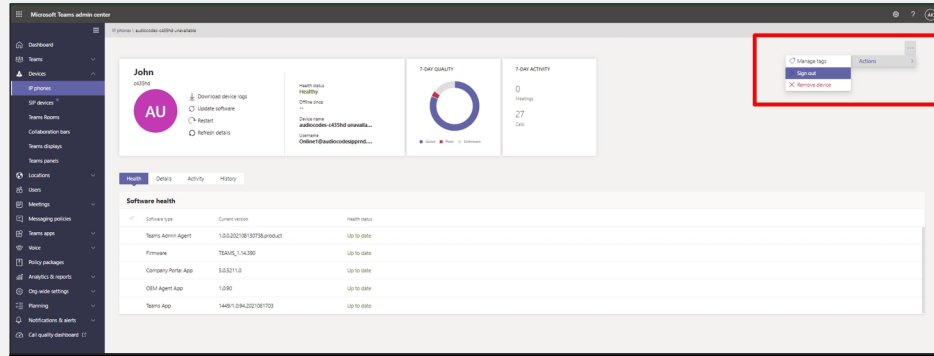 Microsoft Teams admin center
?
AK
IP phones \ audiocodes-c435hd unavailable
Dashboard
Teams
Devices
IP phones
SIP devices
Teams Rooms
Collaboration bars
Teams displays
Teams panels
Locations
Users
Meetings
Messaging policies
Teams apps
Voice
Policy packages
Analytics & reports
Org-wide settings
Planning
Notifications & alerts
Call quality dashboard
John
c435hd
AU
Download device logs
Update software
Restart
Refresh details
Health status
Healthy
Offline since
--
Device name
audiocodes-c435hd unavaila...
Username
Online1@audiocodesipprnd....
7-DAY QUALITY
Good Poor Unknown
7-DAY ACTIVITY
0
Meetings
27
Calls
...
Manage tags
Actions
Sign out
Remove device
Health Details Activity History
Software health
Software type Current version Health status
Teams Admin Agent 1.0.0.202108130738.product Up to date
Firmware TEAMS_1.14.390 Up to date
Company Portal App 5.0.5211.0 Up to date
OEM Agent App 1.0.90 Up to date
Teams App 1449/1.0.94.2021081703 Up to date